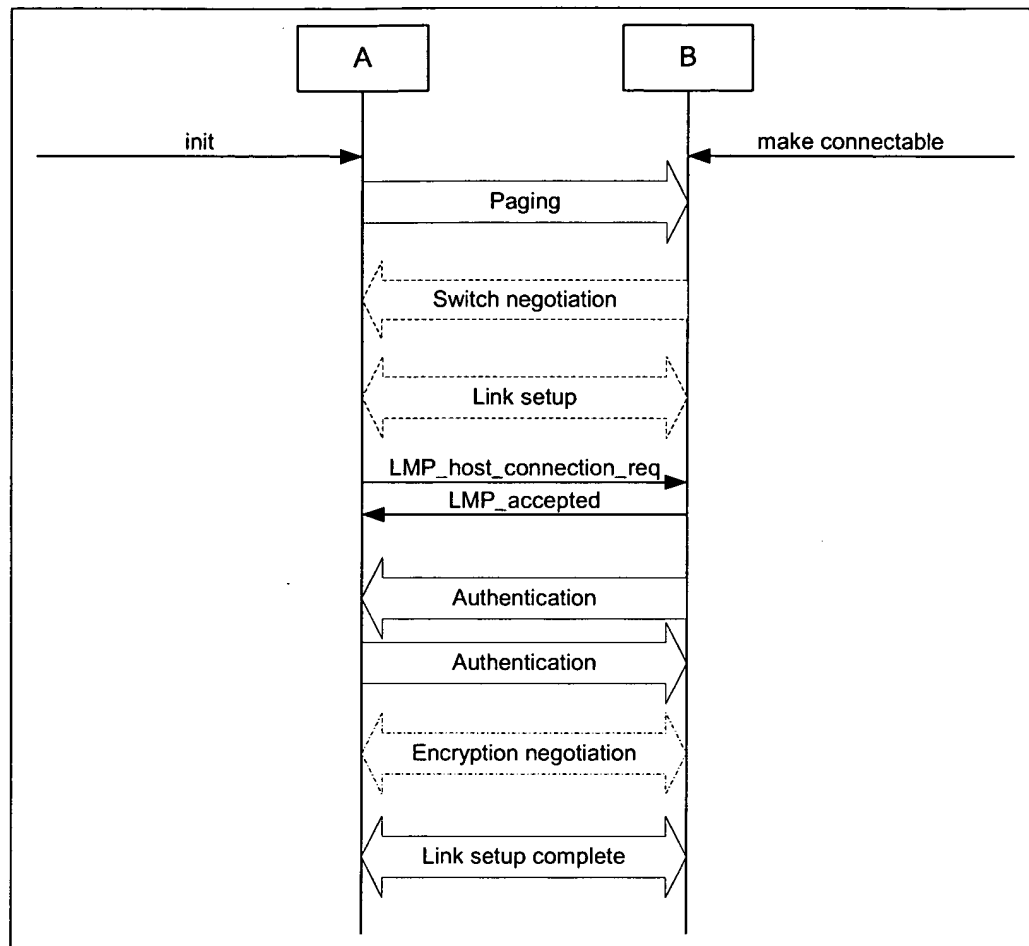 A
B
init
make connectable
Paging
Switch negotiation
Link setup
LMP_host_connection_req
LMP_accepted
Authentication
Authentication
Encryption negotiation
Link setup complete